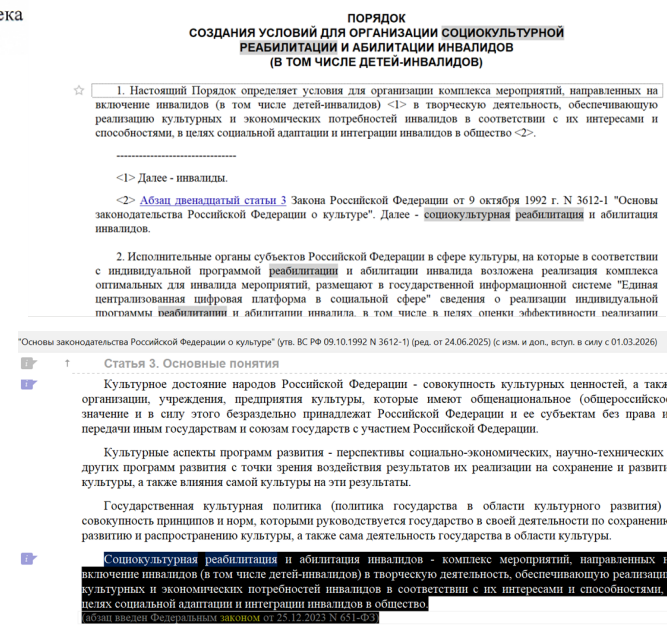 ека
ПОРЯДОК
СОЗДАНИЯ УСЛОВИЙ ДЛЯ ОРГАНИЗАЦИИ СОЦИОКУЛЬТУРНОЙ
РЕАБИЛИТАЦИИ И АБИЛИТАЦИИ ИНВАЛИДОВ
(В ТОМ ЧИСЛЕ ДЕТЕЙ-ИНВАЛИДОВ)
1. Настоящий Порядок определяет условия для организации комплекса мероприятий, направленных на
включение инвалидов (в том числе детей-инвалидов) <1> в творческую деятельность, обеспечивающую
реализацию культурных и экономических потребностей инвалидов в соответствии с их интересами и
способностями, в целях социальной адаптации и интеграции инвалидов в общество <2>.
--------------------------------
<1> Далее - инвалиды.
<2> Абзац двенадцатый статьи 3 Закона Российской Федерации от 9 октября 1992 г. N 3612-1 "Основы
законодательства Российской Федерации о культуре". Далее - социокультурная реабилитация и абилитация
инвалидов.
2. Исполнительные органы субъектов Российской Федерации в сфере культуры, на которые в соответствии
с индивидуальной программой реабилитации и абилитации инвалида возложена реализация комплекса
оптимальных для инвалида мероприятий, размещают в государственной информационной системе "Единая
централизованная цифровая платформа в социальной сфере" сведения о реализации индивидуальной
программы реабилитации и абилитации инвалида, в том числе в целях оценки эффективности реализации
"Основы законодательства Российской Федерации о культуре" (утв. ВС РФ 09.10.1992 N 3612-1) (ред. от 24.06.2025) (с изм. и доп., вступ. в силу с 01.03.2026)
Статья 3. Основные понятия
Культурное достояние народов Российской Федерации - совокупность культурных ценностей, а такж
организации, учреждения, предприятия культуры, которые имеют общенациональное (общероссийско
значение и в силу этого безраздельно принадлежат Российской Федерации и ее субъектам без права и
передачи иным государствам и союзам государств с участием Российской Федерации.
Культурные аспекты программ развития - перспективы социально-экономических, научно-технических
других программ развития с точки зрения воздействия результатов их реализации на сохранение и развити
культуры, а также влияния самой культуры на эти результаты.
Государственная культурная политика (политика государства в области культурного развития)
совокупность принципов и норм, которыми руководствуется государство в своей деятельности по сохранению
развитию и распространению культуры, а также сама деятельность государства в области культуры.
Социокультурная реабилитация и абилитация инвалидов - комплекс мероприятий, направленных н
включение инвалидов (в том числе детей-инвалидов) в творческую деятельность, обеспечивающую реализаци
культурных и экономических потребностей инвалидов в соответствии с их интересами и способностями,
целях социальной адаптации и интеграции инвалидов в общество.
(абзац введен Федеральным законом от 25.12.2023 N 651-ФЗ)